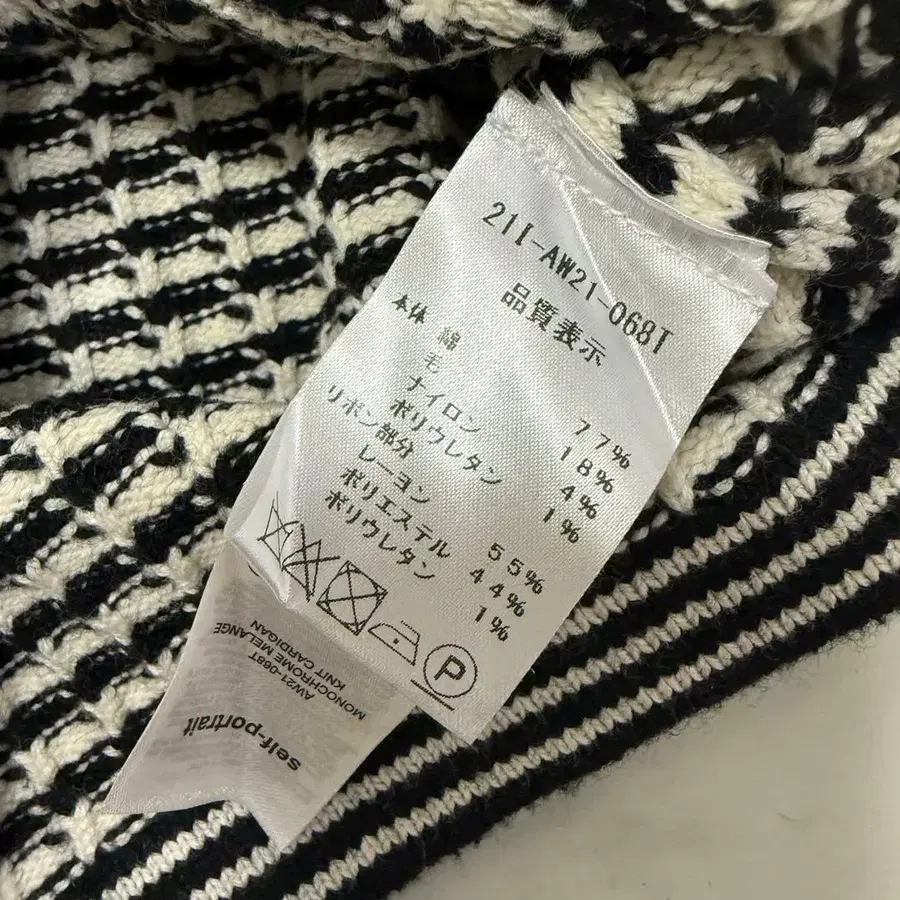 211-AW21-068T
品質表示
本体
綿 77%
毛 18%
ナイロン 4%
ポリウレタン 1%
リボン部分
レーヨン 55%
ポリエステル 44%
ポリウレタン 1%
P
self-portrait
AW21-068T
MONOCHROME MELANGE
KNIT CARDIGAN